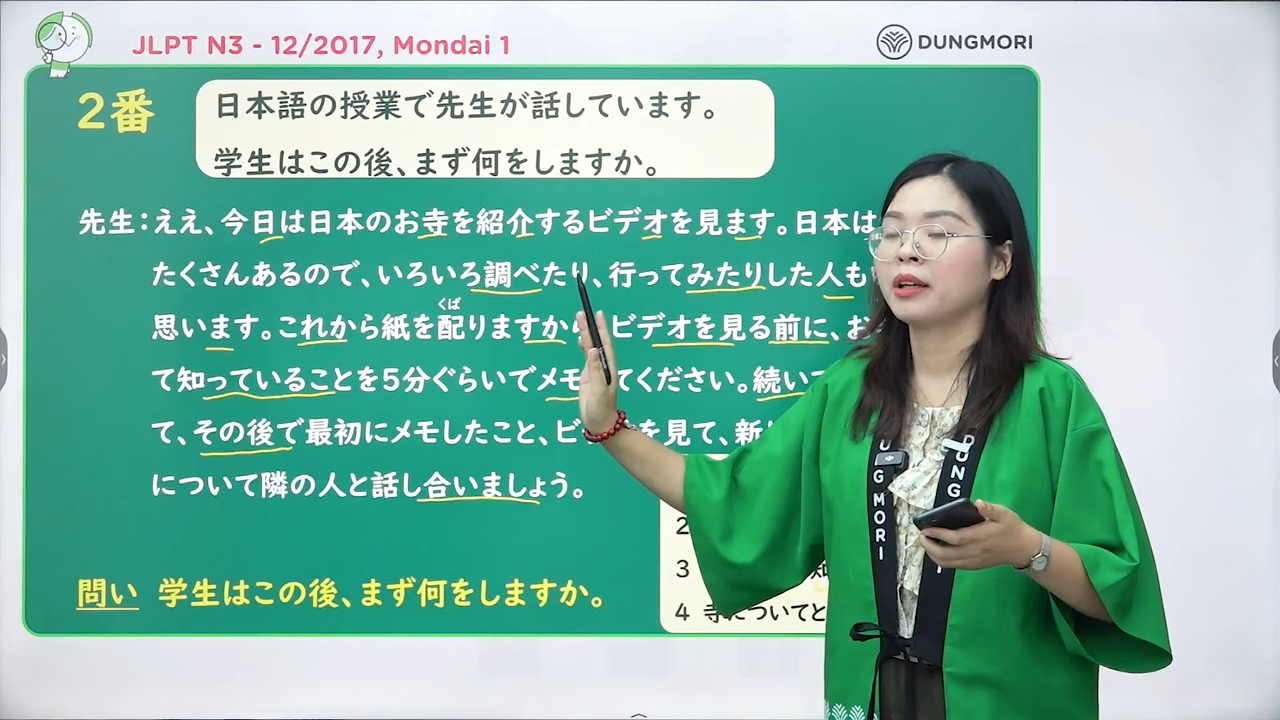 JLPT N3 - 12/2017, Mondai 1
DUNGMORI
2番
日本語の授業で先生が話しています。
学生はこの後、まず何をしますか。
先生：ええ、今日は日本のお寺を紹介するビデオを見ます。日本は
たくさんあるので、いろいろ調べたり、行ってみたりした人も
くば
思います。これから紙を配りますから ビデオを見る前に、お
て知っていることを5分ぐらいでメモ てください。続いて
て、その後で最初にメモしたこと、ビ を見て、新
について隣の人と話し合いましょう。
問い 学生はこの後、まず何をしますか。
2
3 知
4 寺についてと
DUNGMORI
DUNG